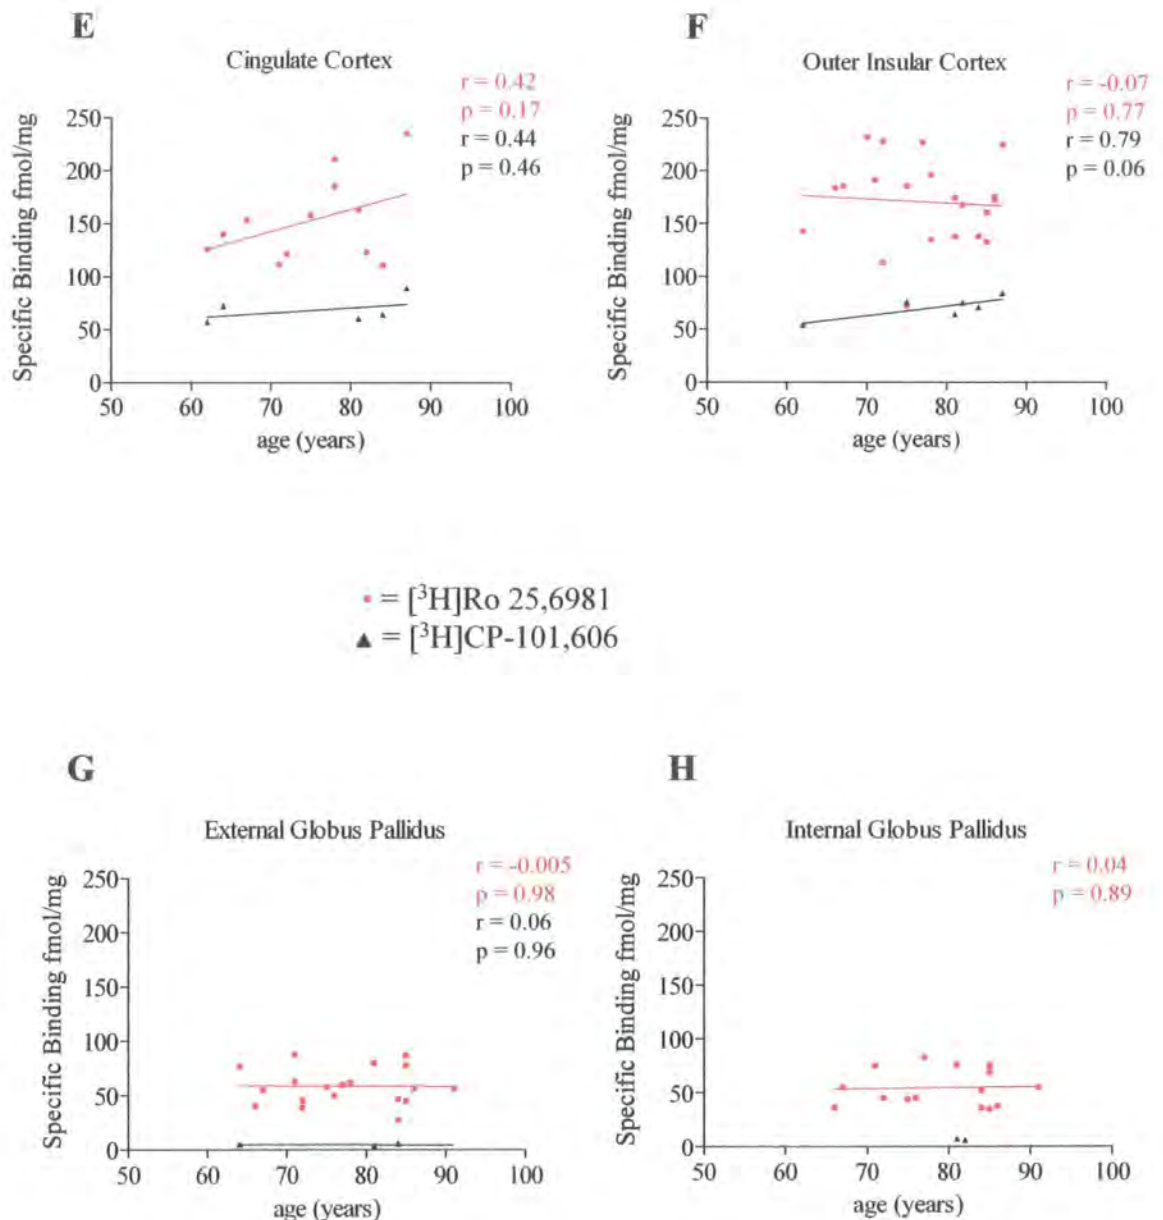 E
Cingulate Cortex
r = 0.42
p = 0.17
r = 0.44
p = 0.46
Specific Binding fmol/mg
250
200
150
100
50
0
50 60 70 80 90 100
age (years)
F
Outer Insular Cortex
r = -0.07
p = 0.77
r = 0.79
p = 0.06
Specific Binding fmol/mg
250
200
150
100
50
0
50 60 70 80 90 100
age (years)
= [³H]Ro 25,6981
= [³H]CP-101,606
G
External Globus Pallidus
r = -0.005
p = 0.98
r = 0.06
p = 0.96
Specific Binding fmol/mg
250
200
150
100
50
0
50 60 70 80 90 100
age (years)
H
Internal Globus Pallidus
r = 0.04
p = 0.89
Specific Binding fmol/mg
250
200
150
100
50
0
50 60 70 80 90 100
age (years)